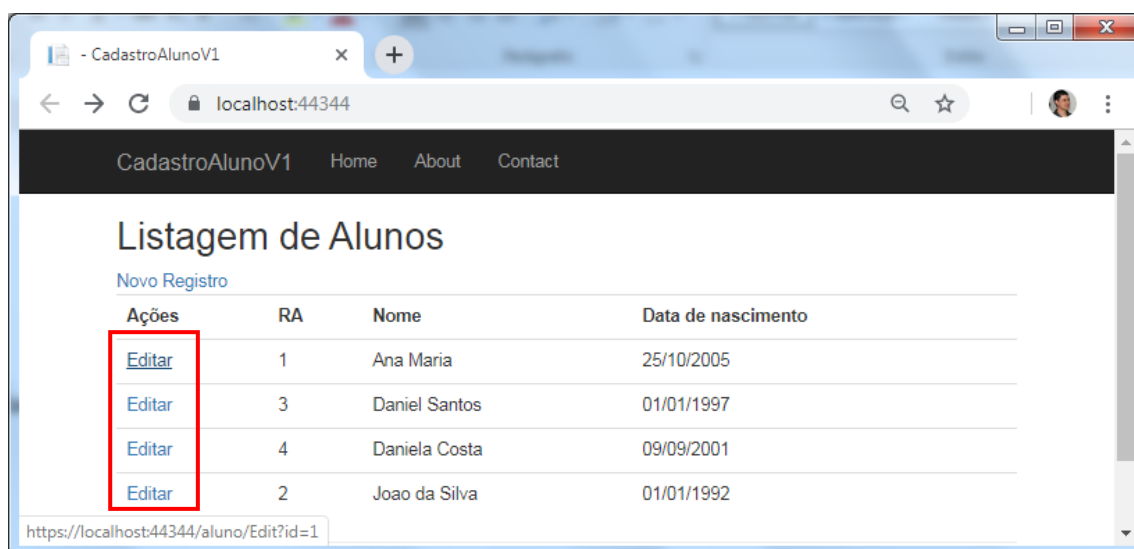 - CadastroAlunoV1
localhost:44344
CadastroAlunoV1 Home About Contact
Listagem de Alunos
Novo Registro
Ações RA Nome Data de nascimento
Editar 1 Ana Maria 25/10/2005
Editar 3 Daniel Santos 01/01/1997
Editar 4 Daniela Costa 09/09/2001
Editar 2 Joao da Silva 01/01/1992
https://localhost:44344/aluno/Edit?id=1